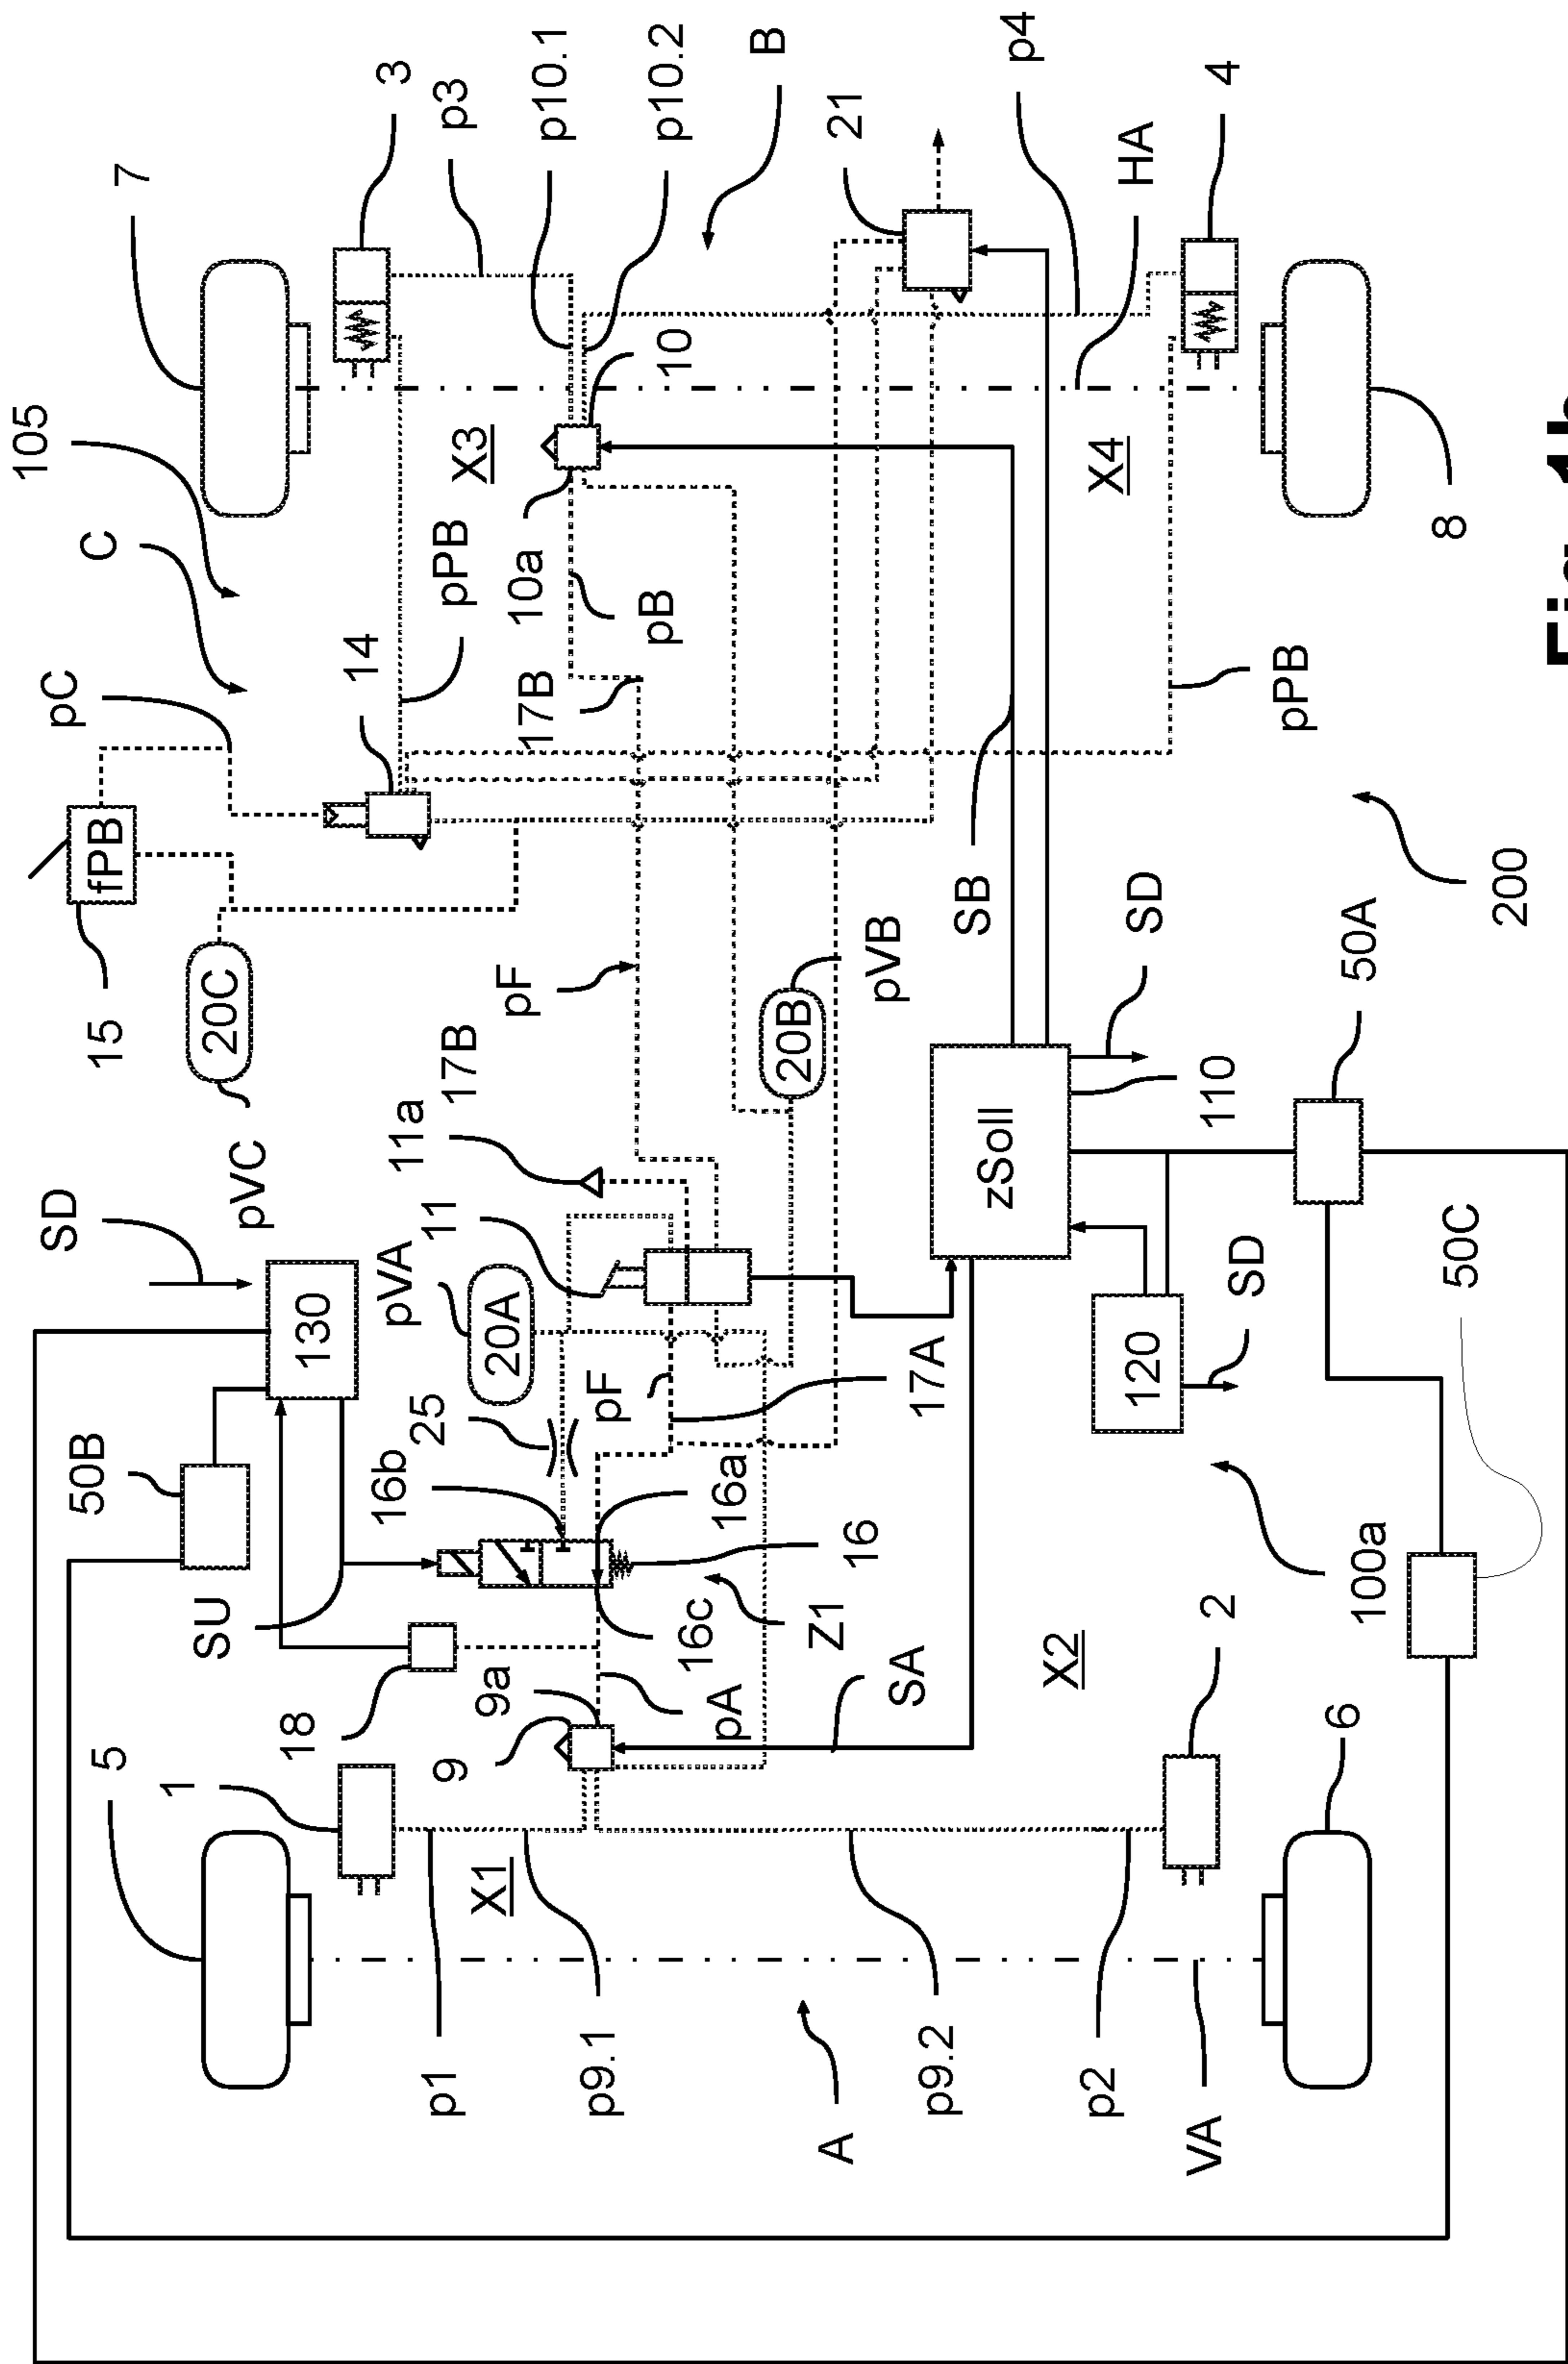 105
7
3
p3
p10.1
p10.2
B
C
pC
fPB
15
14
pPB
X3
10
10a
pB
17B
21
p4
HA
4
20C
pVC
pF
17B
11a
11
pVA
20A
20B
pVB
SB
X4
pPB
8
SD
130
50B
25
16b
16a
16
16c
Z1
pF
17A
zSoll
110
SD
50A
200
Fig. 1b
SU
18
9a
9
pA
SA
120
SD
50C
100a
X2
2
6
5
1
X1
p1
p9.1
A
p9.2
p2
VA